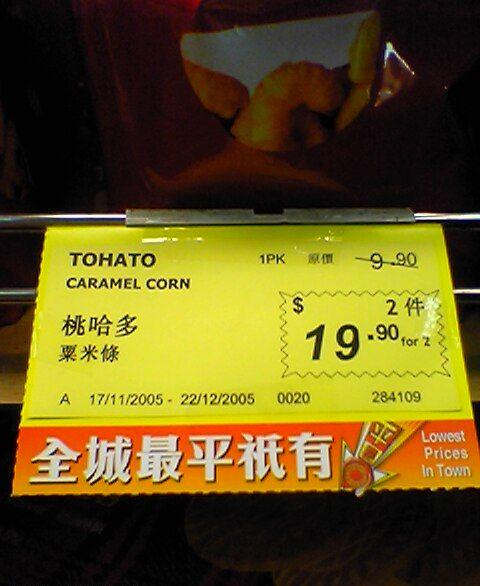 TOHATO 1PK 原價 9.90
CARAMEL CORN
桃哈多
粟米條
$ 2件
19.90 for 2
A 17/11/2005 - 22/12/2005 0020 284109
全城最平祇有
Lowest
Prices
In Town